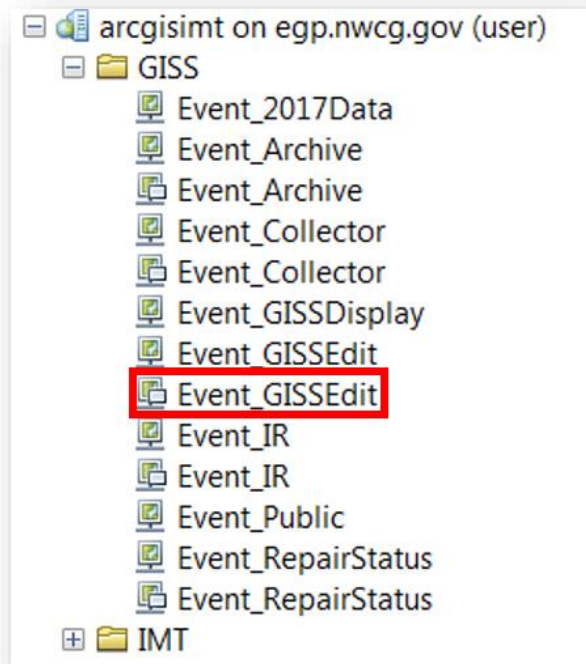 arcgisimt on egp.nwcg.gov (user)
GISS
Event_2017Data
Event_Archive
Event_Archive
Event_Collector
Event_Collector
Event_GISSDisplay
Event_GISSEdit
Event_GISSEdit
Event_IR
Event_IR
Event_Public
Event_RepairStatus
Event_RepairStatus
IMT